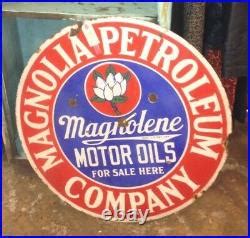 MAGNOLIA PETROLEUM
COMPANY
Magnolene
MOTOR OILS
FOR SALE HERE